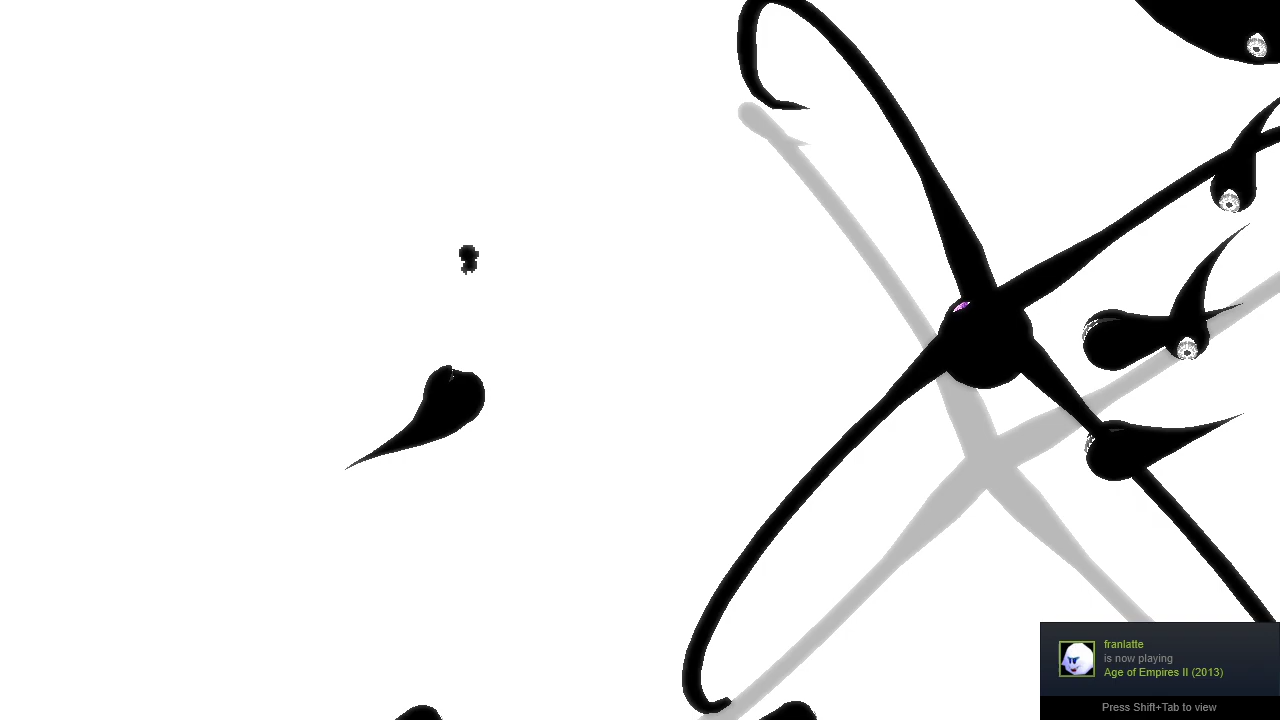 franlatte
is now playing
Age of Empires II (2013)
Press Shift+Tab to view